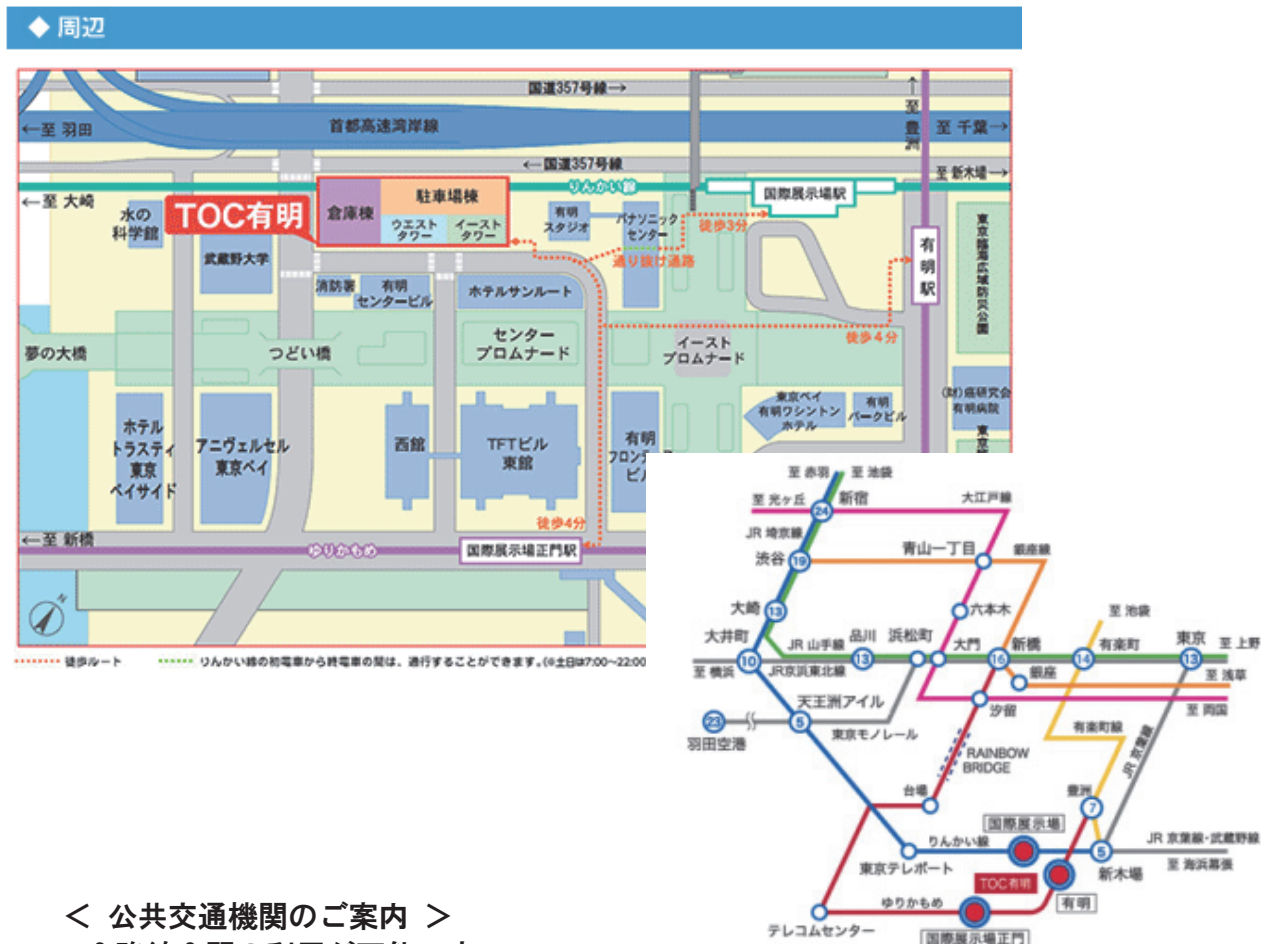 ◆ 周辺
国道357号線→
←至 羽田
首都高速湾岸線
↑至豊洲
至 千葉→
←国道357号線
至 新木場→
←至 大崎
りんかい線
国際展示場駅
水の
科学館
TOC有明
倉庫棟
駐車場棟
ウエスト
タワー
イースト
タワー
有明
スタジオ
パナソニック
センター
徒歩3分
有明駅
東京臨海広域防災公園
武蔵野大学
通り抜け通路
消防署
有明
センタービル
ホテルサンルート
夢の大橋
つどい橋
センター
プロムナード
イースト
プロムナード
徒歩4分
ホテル
トラスティ
東京
ベイサイド
アニヴェルセル
東京ベイ
西館
TFTビル
東館
有明
東京ベイ
有明ワシントン
ホテル
有明
パークビル
(財)癌研究会
有明病院
徒歩4分
←至 新橋
ゆりかもめ
国際展示場正門駅
N
徒歩ルート
りんかい線の初電車から終電車の間は、通行することができます。(※土日は7:00~22:00
至 赤羽
至 池袋
至 光ヶ丘
新宿
24
大江戸線
JR 埼京線
渋谷
19
青山一丁目
銀座線
大崎
13
六本木
至 池袋
大井町
10
JR 山手線
品川
13
浜松町
大門
新橋
16
有楽町
14
東京
13
至 上野
至 横浜
JR京浜東北線
銀座
至 浅草
天王洲アイル
5
汐留
至 両国
23
羽田空港
東京モノレール
有楽町線
JR 京葉線
RAINBOW
BRIDGE
台場
豊洲
7
国際展示場
りんかい線
5
JR 京葉線・武蔵野線
東京テレポート
新木場
至 海浜幕張
TOC有明
有明
ゆりかもめ
テレコムセンター
国際展示場正門
< 公共交通機関のご案内 >